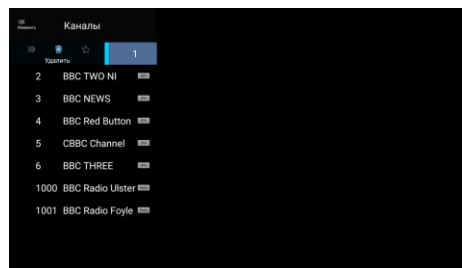 Изменить Каналы
Удалить 1
2 BBC TWO NI
3 BBC NEWS
4 BBC Red Button
5 CBBC Channel
6 BBC THREE
1000 BBC Radio Ulster
1001 BBC Radio Foyle